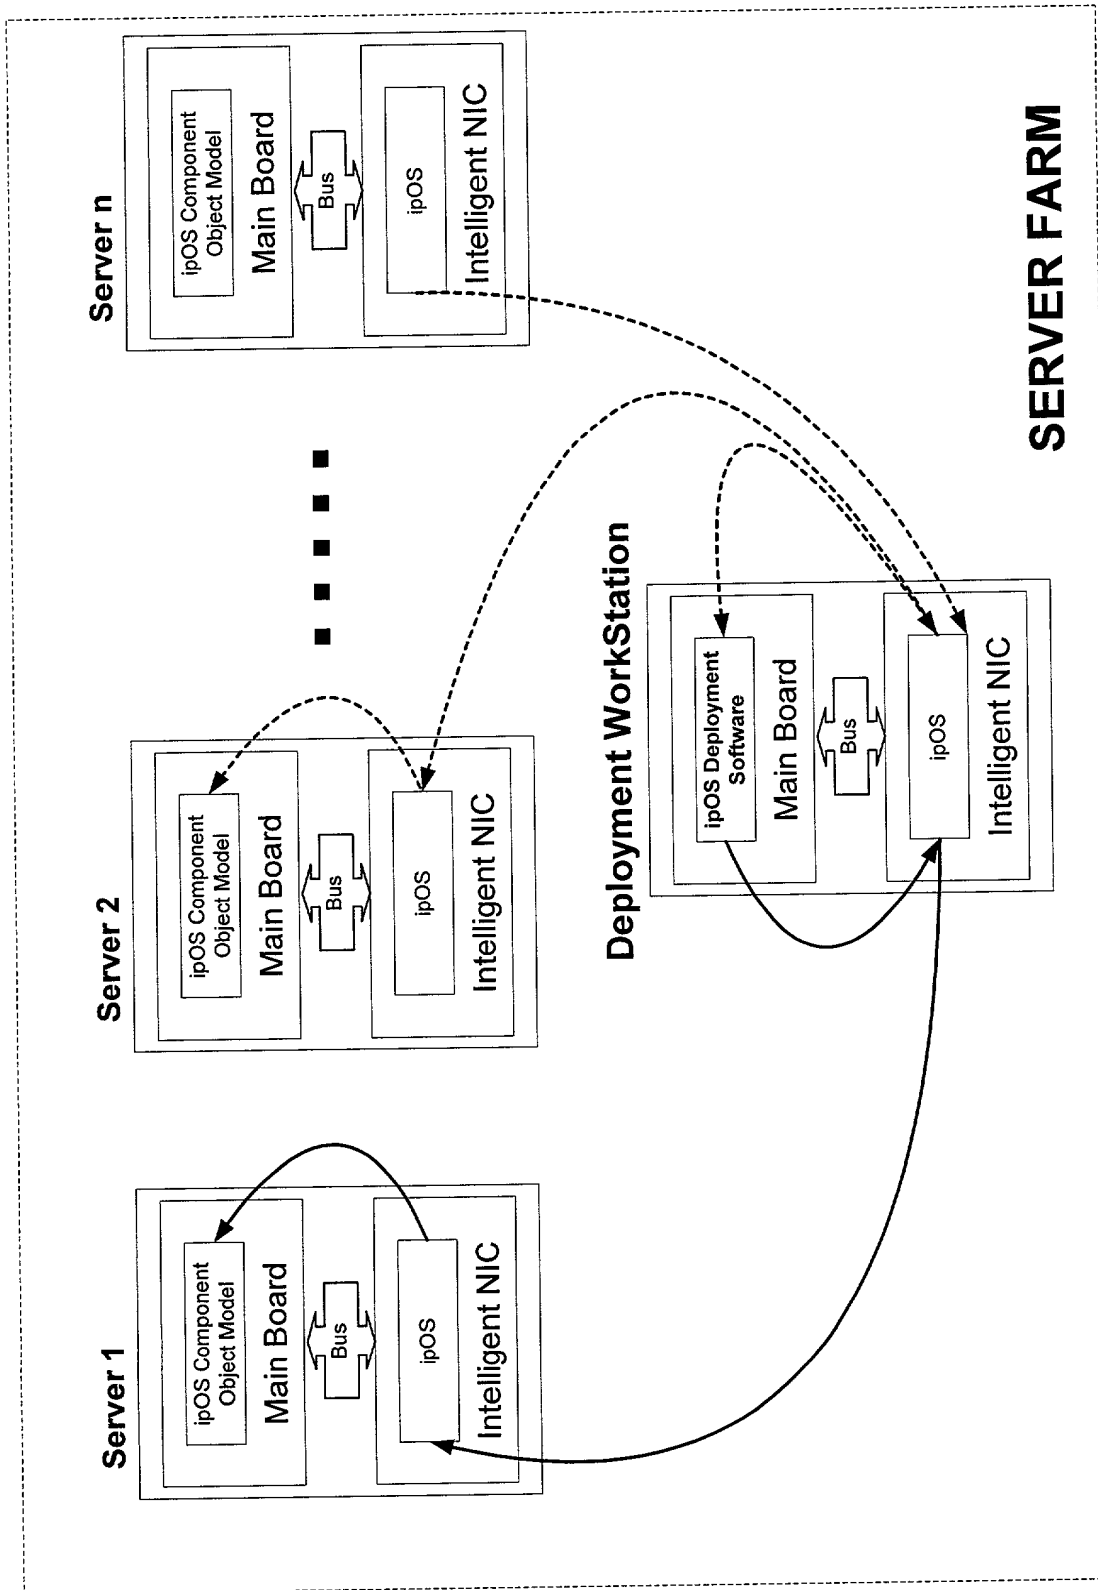 Server 1
ipOS Component
Object Model
Main Board
Bus
ipOS
Intelligent NIC
Server 2
ipOS Component
Object Model
Main Board
Bus
ipOS
Intelligent NIC
Server n
ipOS Component
Object Model
Main Board
Bus
ipOS
Intelligent NIC
Deployment WorkStation
ipOS Deployment
Software
Main Board
Bus
ipOS
Intelligent NIC
SERVER FARM